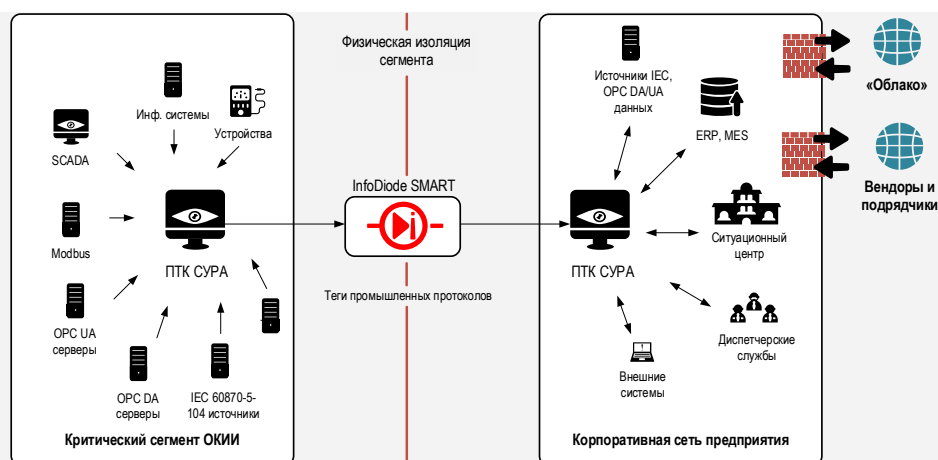 Физическая изоляция
сегмента
Инф. системы
Устройства
SCADA
Modbus
ПТК СУРА
OPC UA
серверы
OPC DA
серверы
IEC 60870-5-
104 источники
Критический сегмент ОКИИ
InfoDiode SMART
Теги промышленных протоколов
Источники IEC,
OPC DA/UA
данных
ERP, MES
ПТК СУРА
Ситуационный
центр
Диспетчерские
службы
Внешние
системы
Корпоративная сеть предприятия
«Облако»
Вендоры и
подрядчики